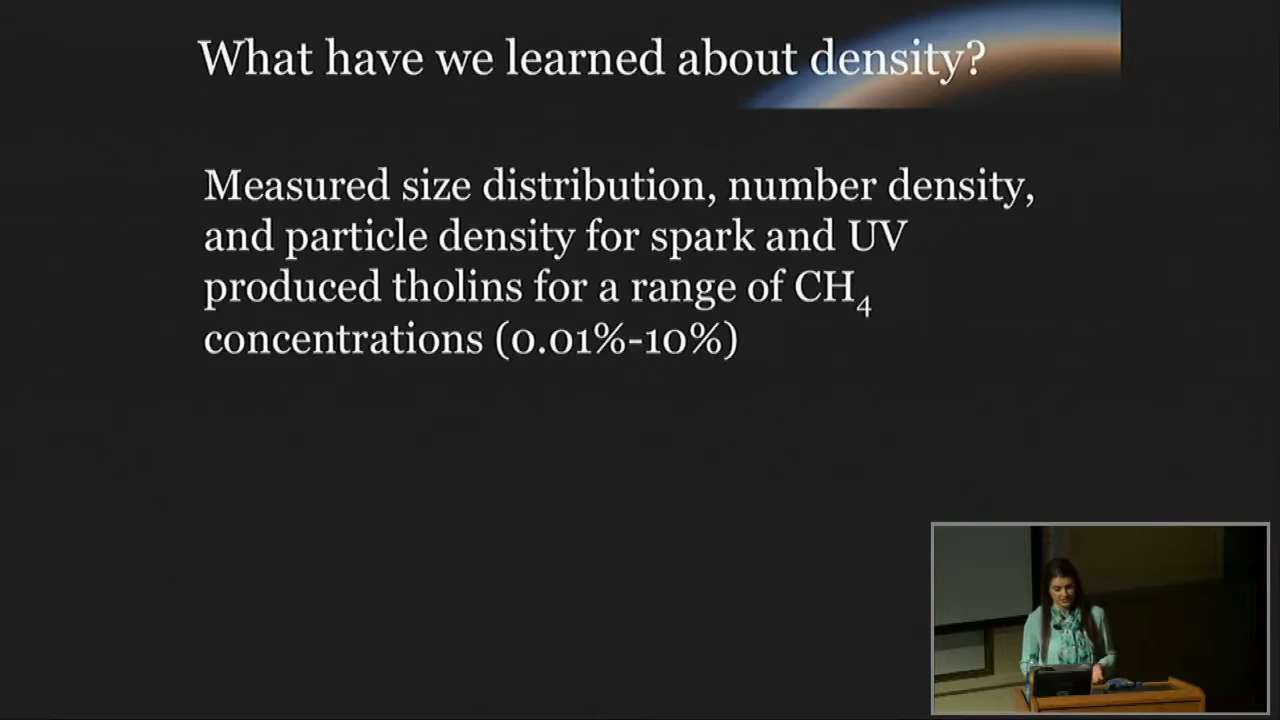 What have we learned about density?
Measured size distribution, number density,
and particle density for spark and UV
produced tholins for a range of CH₄
concentrations (0.01%-10%)